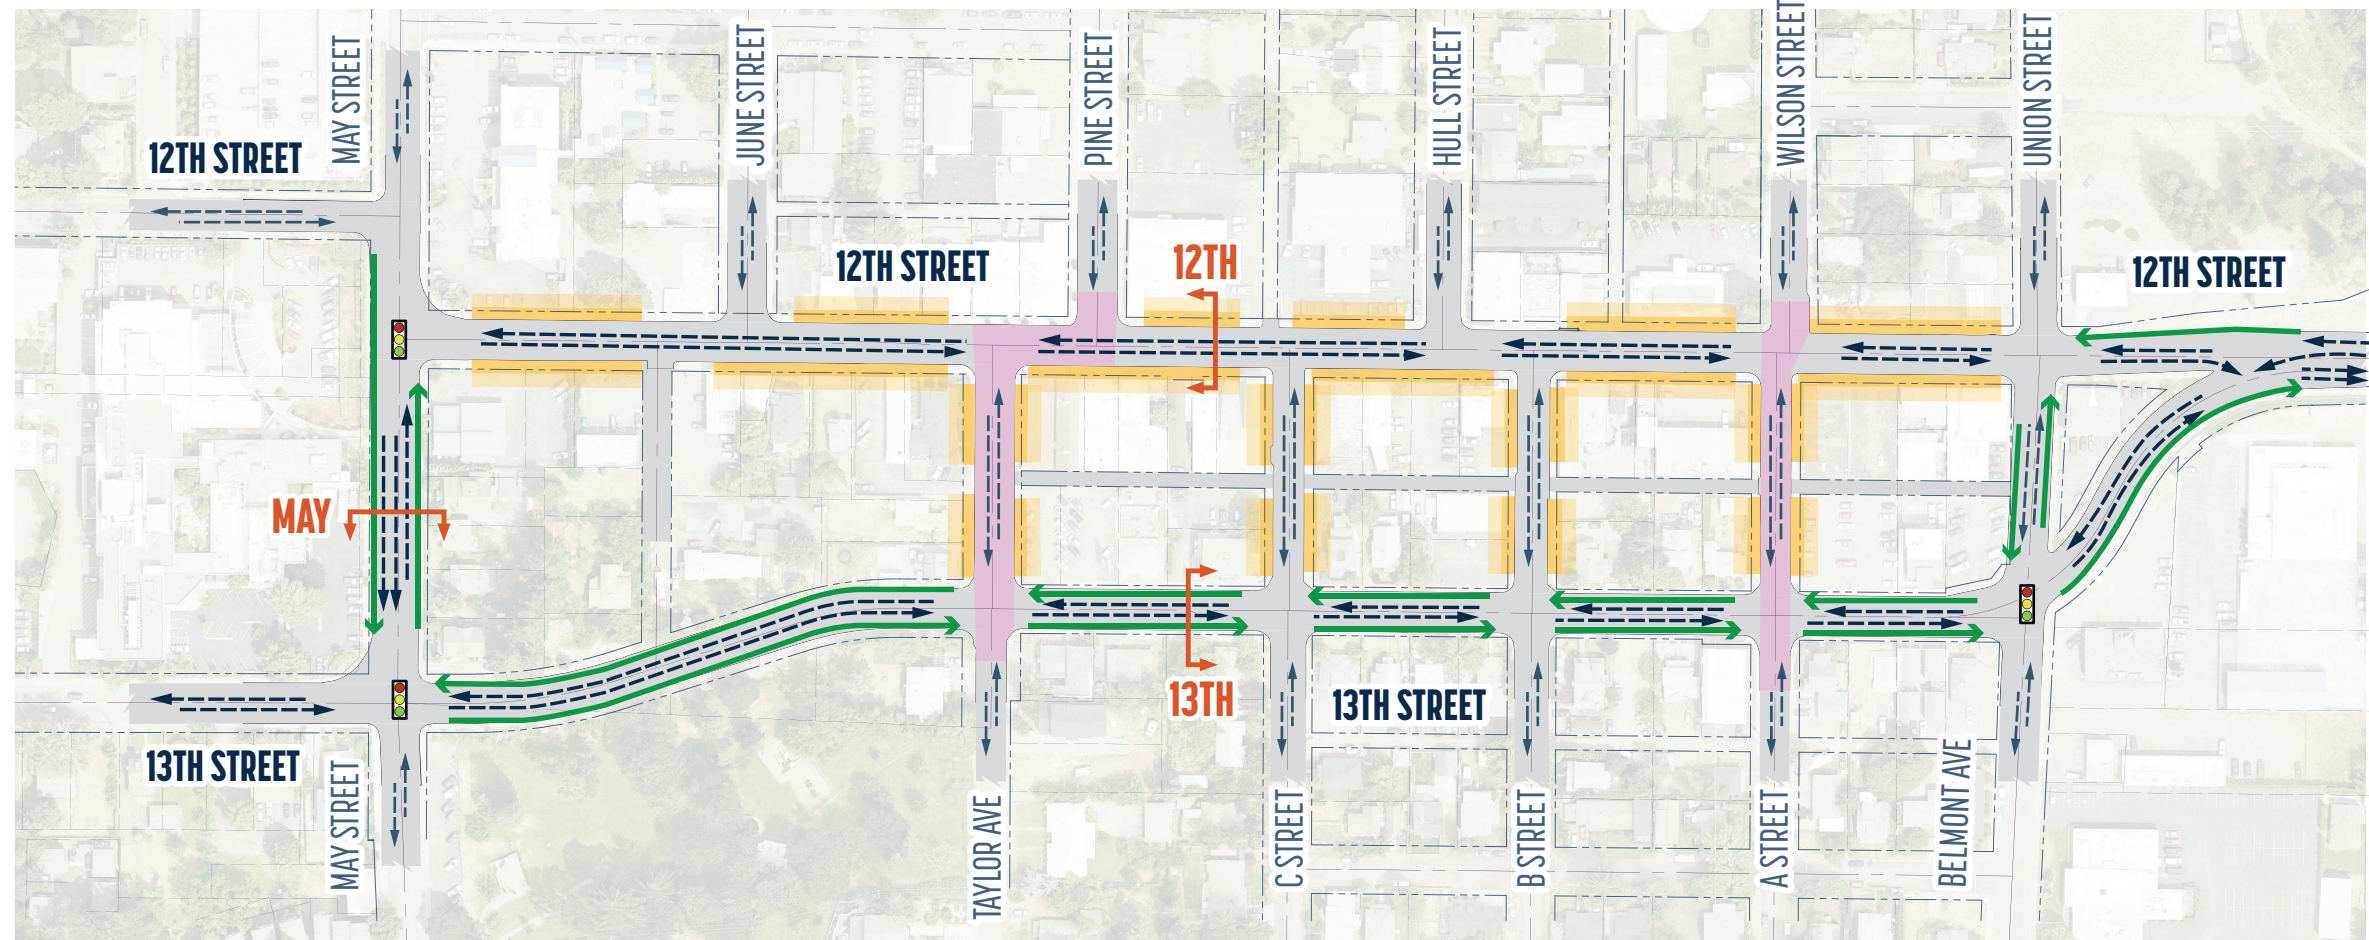 MAY STREET
JUNE STREET
PINE STREET
HULL STREET
WILSON STREET
UNION STREET
12TH STREET
12TH STREET
12TH
12TH STREET
MAY
13TH
13TH STREET
13TH STREET
MAY STREET
TAYLOR AVE
C STREET
B STREET
A STREET
BELMONT AVE